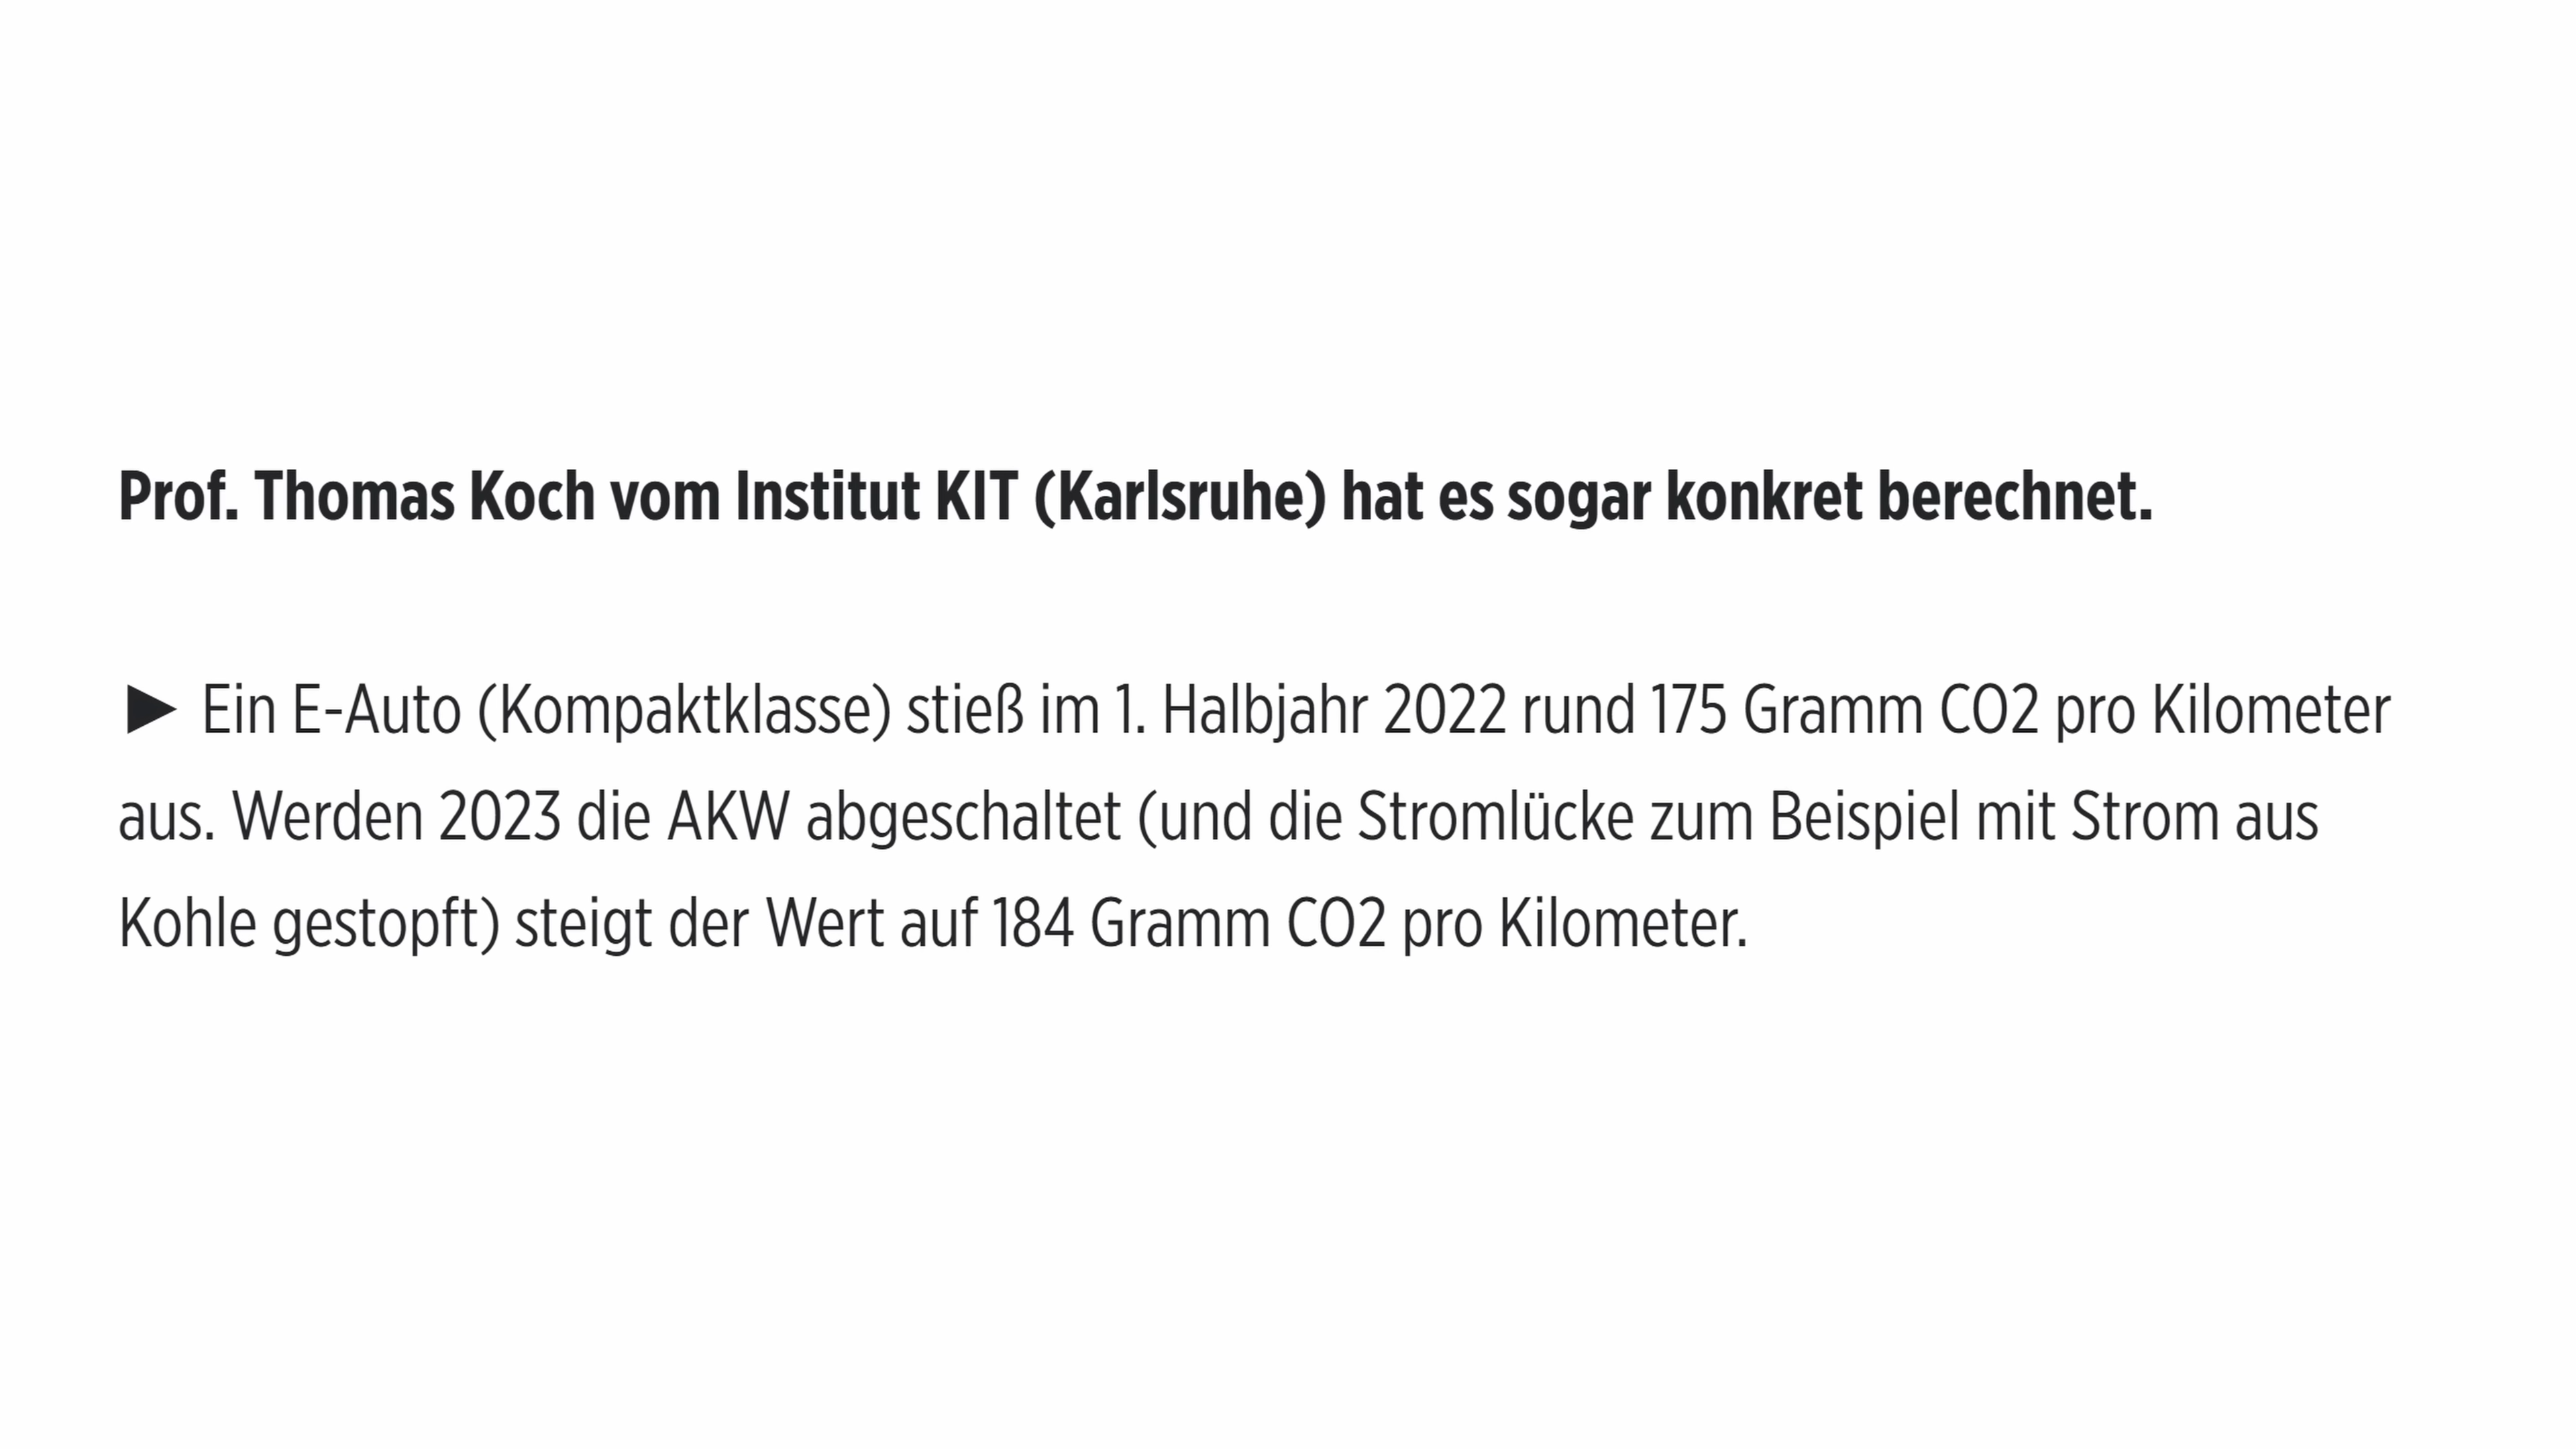 Prof. Thomas Koch vom Institut KIT (Karlsruhe) hat es sogar konkret berechnet.
► Ein E-Auto (Kompaktklasse) stieß im 1. Halbjahr 2022 rund 175 Gramm CO2 pro Kilometer
aus. Werden 2023 die AKW abgeschaltet (und die Stromlücke zum Beispiel mit Strom aus
Kohle gestopft) steigt der Wert auf 184 Gramm CO2 pro Kilometer.